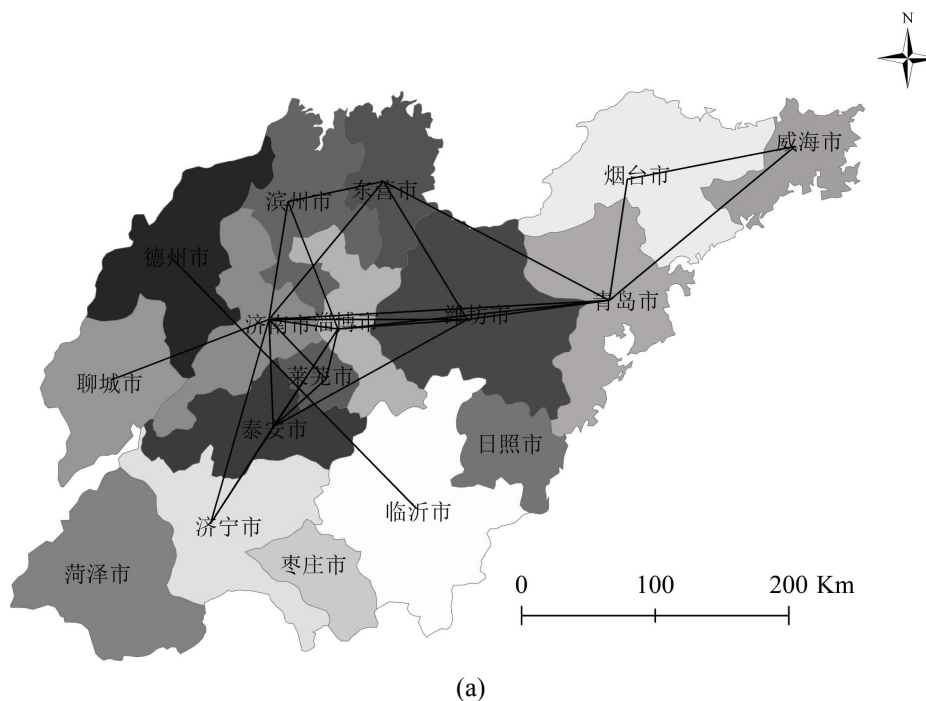 N
威海市
烟台市
东营市
滨州市
德州市
青岛市
济南市
淄博市
潍坊市
莱芜市
聊城市
泰安市
日照市
临沂市
济宁市
枣庄市
菏泽市
0 100 200 Km
(a)